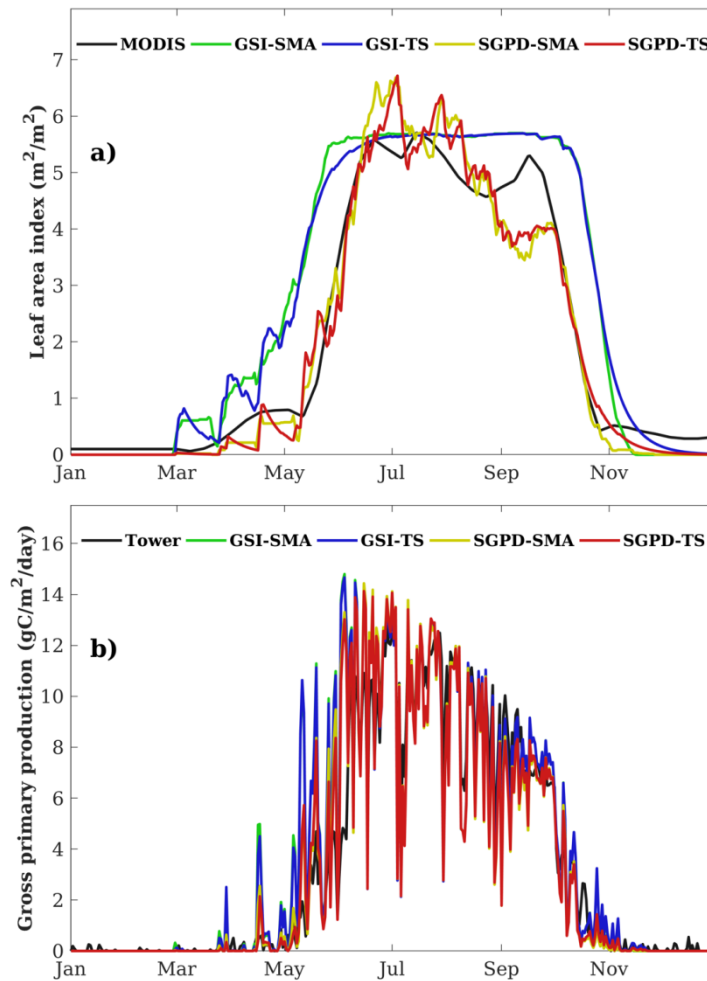 7
MODIS GSI-SMA GSI-TS SGPD-SMA SGPD-TS
6
a)
5
4
3
2
1
0
Leaf area index (m²/m²)
Jan Mar May Jul Sep Nov
16
Tower GSI-SMA GSI-TS SGPD-SMA SGPD-TS
14
12
b)
10
8
6
4
2
0
Gross primary production (gC/m²/day)
Jan Mar May Jul Sep Nov